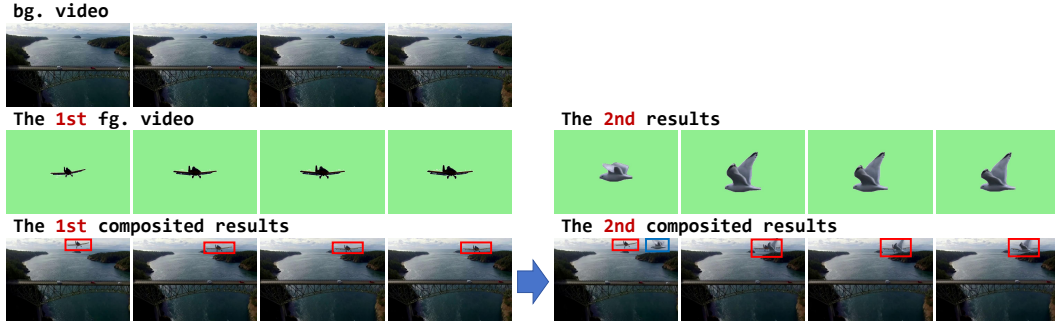 bg. video
The 1st fg. video
The 2nd results
The 1st composited results
The 2nd composited results